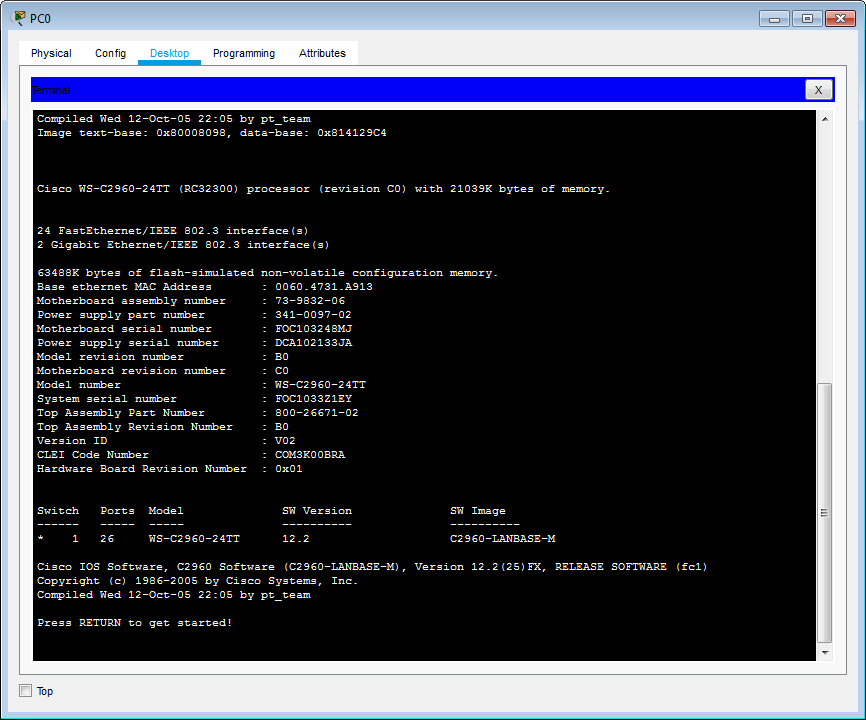 PC0
Physical Config Desktop Programming Attributes
Terminal
X
Compiled Wed 12-Oct-05 22:05 by pt_team
Image text-base: 0x80008098, data-base: 0x814129C4
Cisco WS-C2960-24TT (RC32300) processor (revision C0) with 21039K bytes of memory.
24 FastEthernet/IEEE 802.3 interface(s)
2 Gigabit Ethernet/IEEE 802.3 interface(s)
63488K bytes of flash-simulated non-volatile configuration memory.
Base ethernet MAC Address : 0060.4731.A913
Motherboard assembly number : 73-9832-06
Power supply part number : 341-0097-02
Motherboard serial number : FOC103248MJ
Power supply serial number : DCA102133JA
Model revision number : B0
Motherboard revision number : C0
Model number : WS-C2960-24TT
System serial number : FOC1033Z1EY
Top Assembly Part Number : 800-26671-02
Top Assembly Revision Number : B0
Version ID : V02
CLEI Code Number : COM3K00BRA
Hardware Board Revision Number : 0x01
Switch Ports Model SW Version SW Image
------ ----- ----- ---------- ----------
* 1 26 WS-C2960-24TT 12.2 C2960-LANBASE-M
Cisco IOS Software, C2960 Software (C2960-LANBASE-M), Version 12.2(25)FX, RELEASE SOFTWARE (fc1)
Copyright (c) 1986-2005 by Cisco Systems, Inc.
Compiled Wed 12-Oct-05 22:05 by pt_team
Press RETURN to get started!
Top